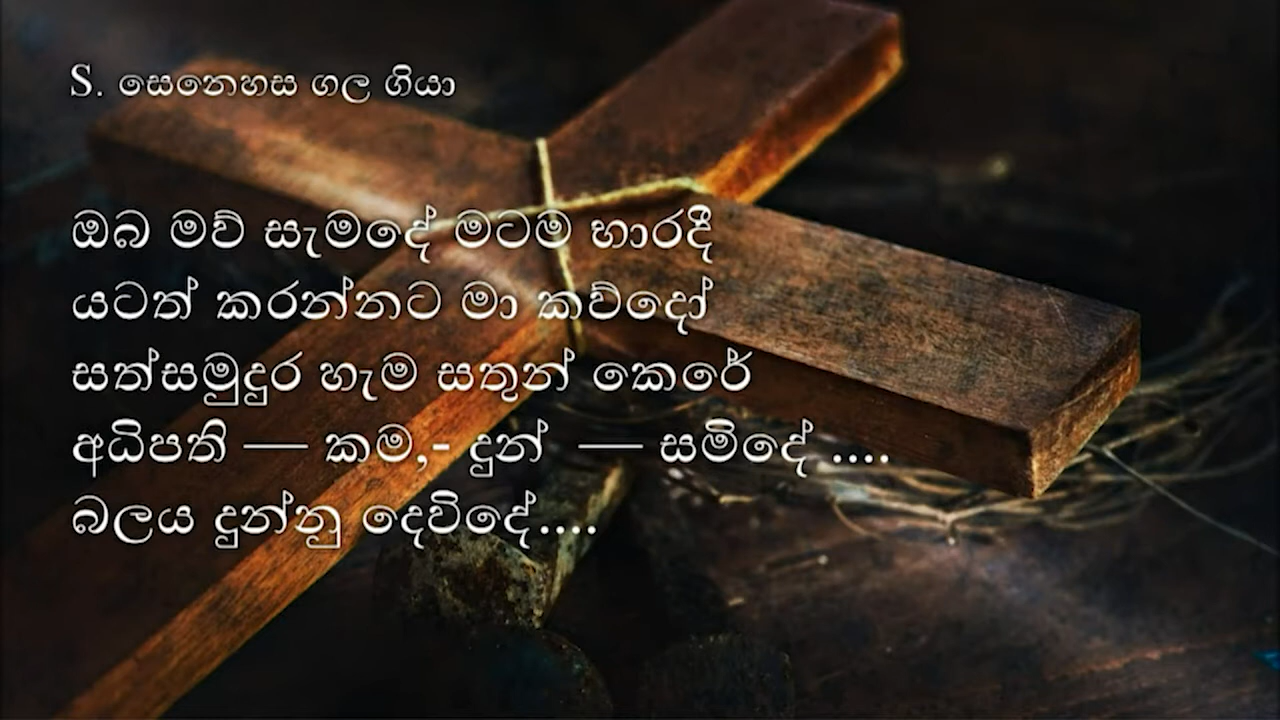 S. සෙනෙහස ගල ගියා
ඔබ මව් සැමදේ මටම භාරදී
යටත් කරන්නට මා කව්දෝ
සත්සමුදුර හැම සතුන් කෙරේ
අධිපති — කම,- දුන් — සමිදේ ....
බලය දුන්නු දෙවිදේ....